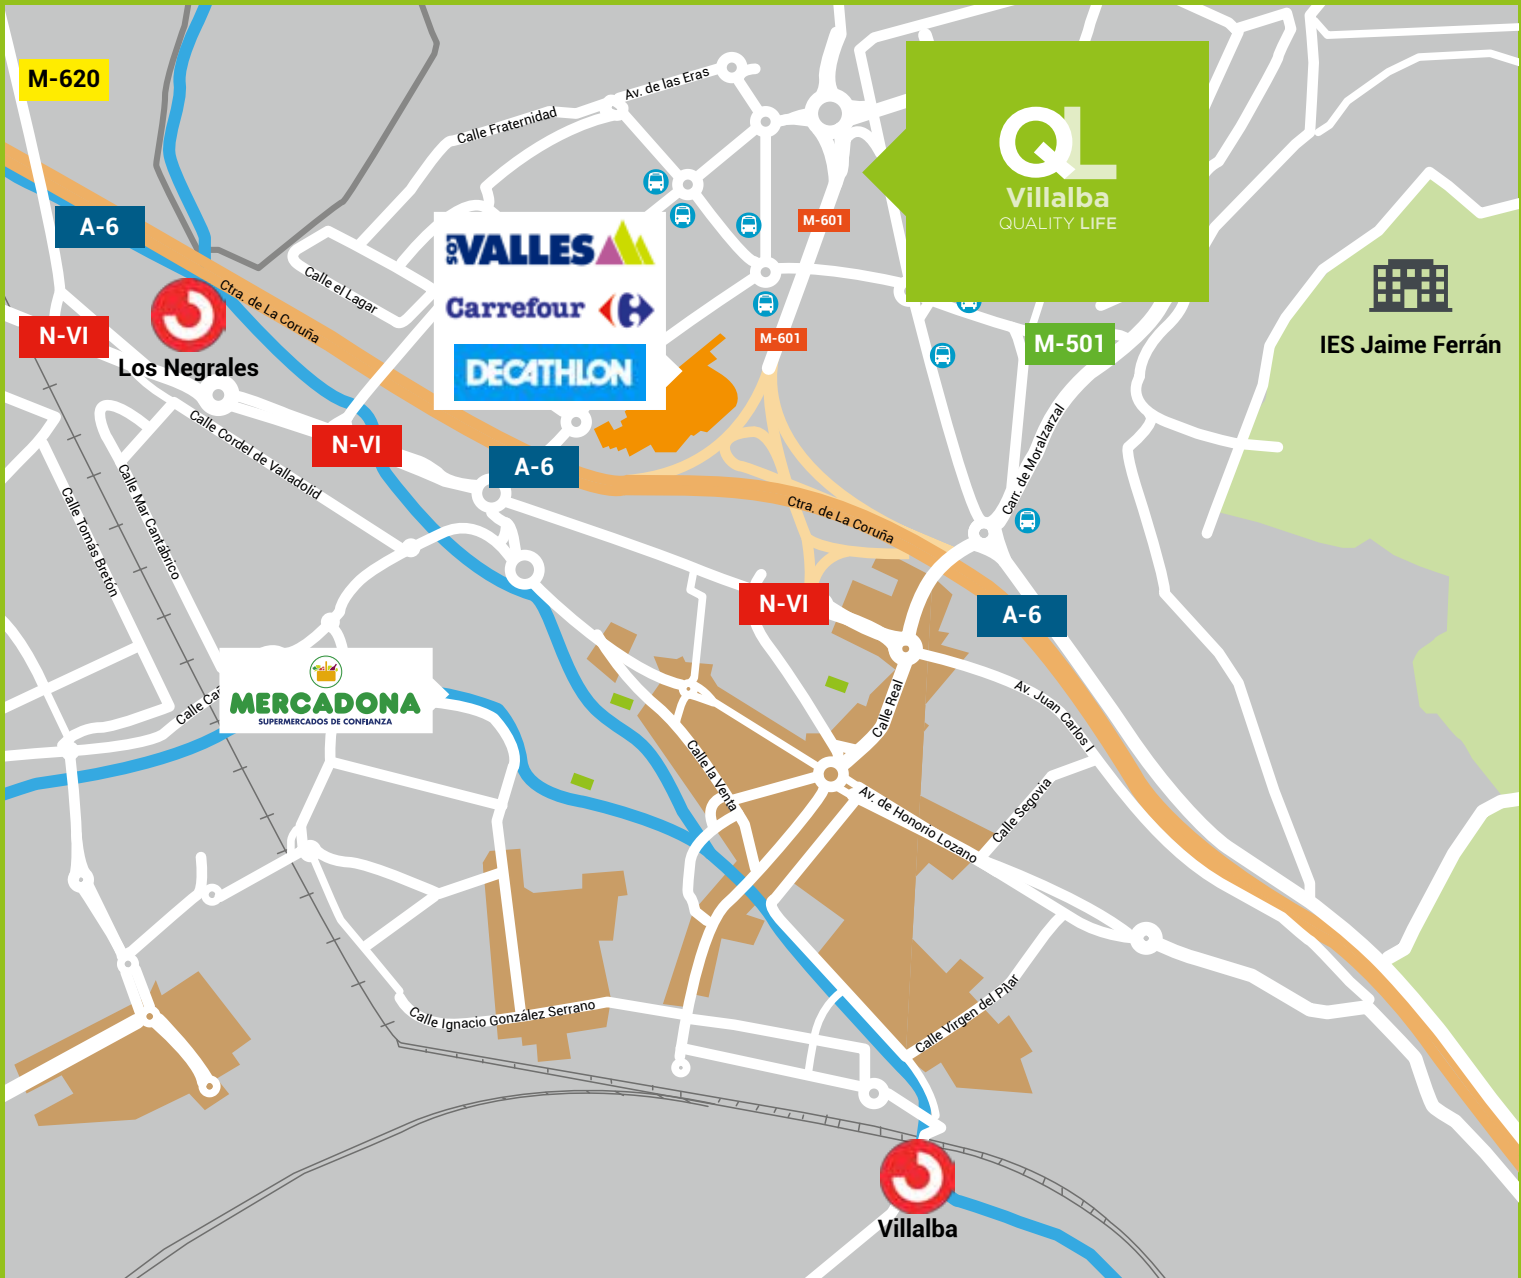 M-620
Av. de las Eras
Calle Fraternidad
QL
Villalba
QUALITY LIFE
A-6
M-601
LOS VALLES
Calle el Lagar
Ctra. de La Coruña
Carrefour
N-VI
M-601
M-501
IES Jaime Ferrán
Los Negrales
DECATHLON
Calle Cordel de Valladolid
N-VI
A-6
Carr. de Moralzarzal
Calle Mar Cantábrico
Calle Tomás Bretón
Ctra. de La Coruña
N-VI
A-6
MERCADONA
SUPERMERCADOS DE CONFIANZA
Calle Ca
Calle Real
Av. Juan Carlos I
Calle la Venta
Av. de Honorio Lozano
Calle Segovia
Calle Ignacio González Serrano
Calle Virgen del Pilar
Villalba